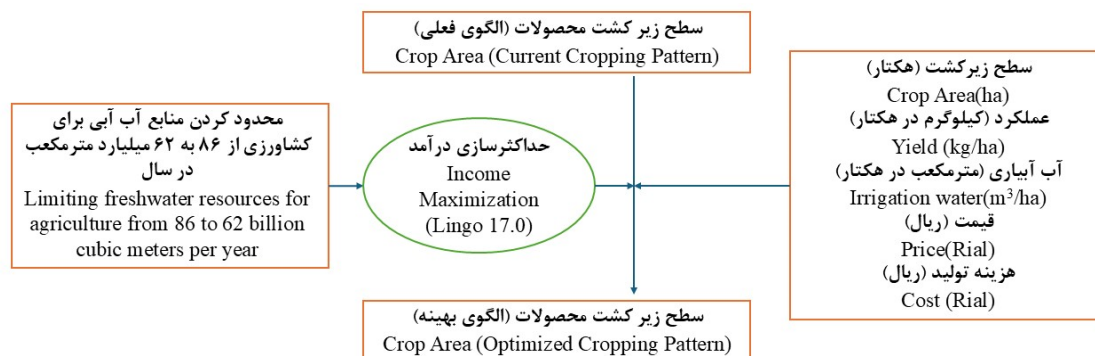 سطح زیر کشت محصولات (الگوی فعلی)
Crop Area (Current Cropping Pattern)
محدود کردن منابع آب آبی برای
کشاورزی از ۸۶ به ۶۲ میلیارد مترمکعب
در سال
Limiting freshwater resources for
agriculture from 86 to 62 billion
cubic meters per year
حداکثرسازی درآمد
Income
Maximization
(Lingo 17.0)
سطح زیرکشت (هکتار)
Crop Area(ha)
عملکرد (کیلوگرم در هکتار)
Yield (kg/ha)
آب آبیاری (مترمکعب در هکتار)
Irrigation water(m³/ha)
قیمت (ریال)
Price(Rial)
هزینه تولید (ریال)
Cost (Rial)
سطح زیر کشت محصولات (الگوی بهینه)
Crop Area (Optimized Cropping Pattern)